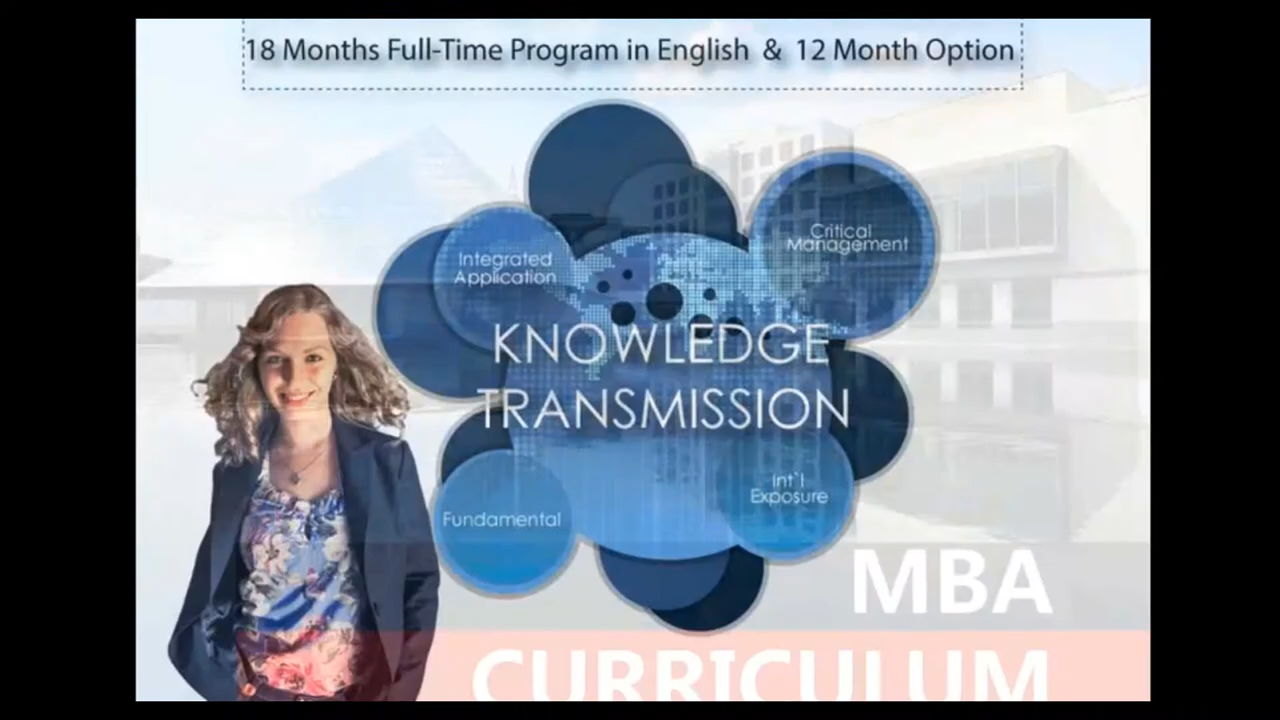 18 Months Full-Time Program in English & 12 Month Option
Critical
Management
Integrated
Application
KNOWLEDGE
TRANSMISSION
Int`l
Exposure
Fundamental
MBA
CURRICULUM